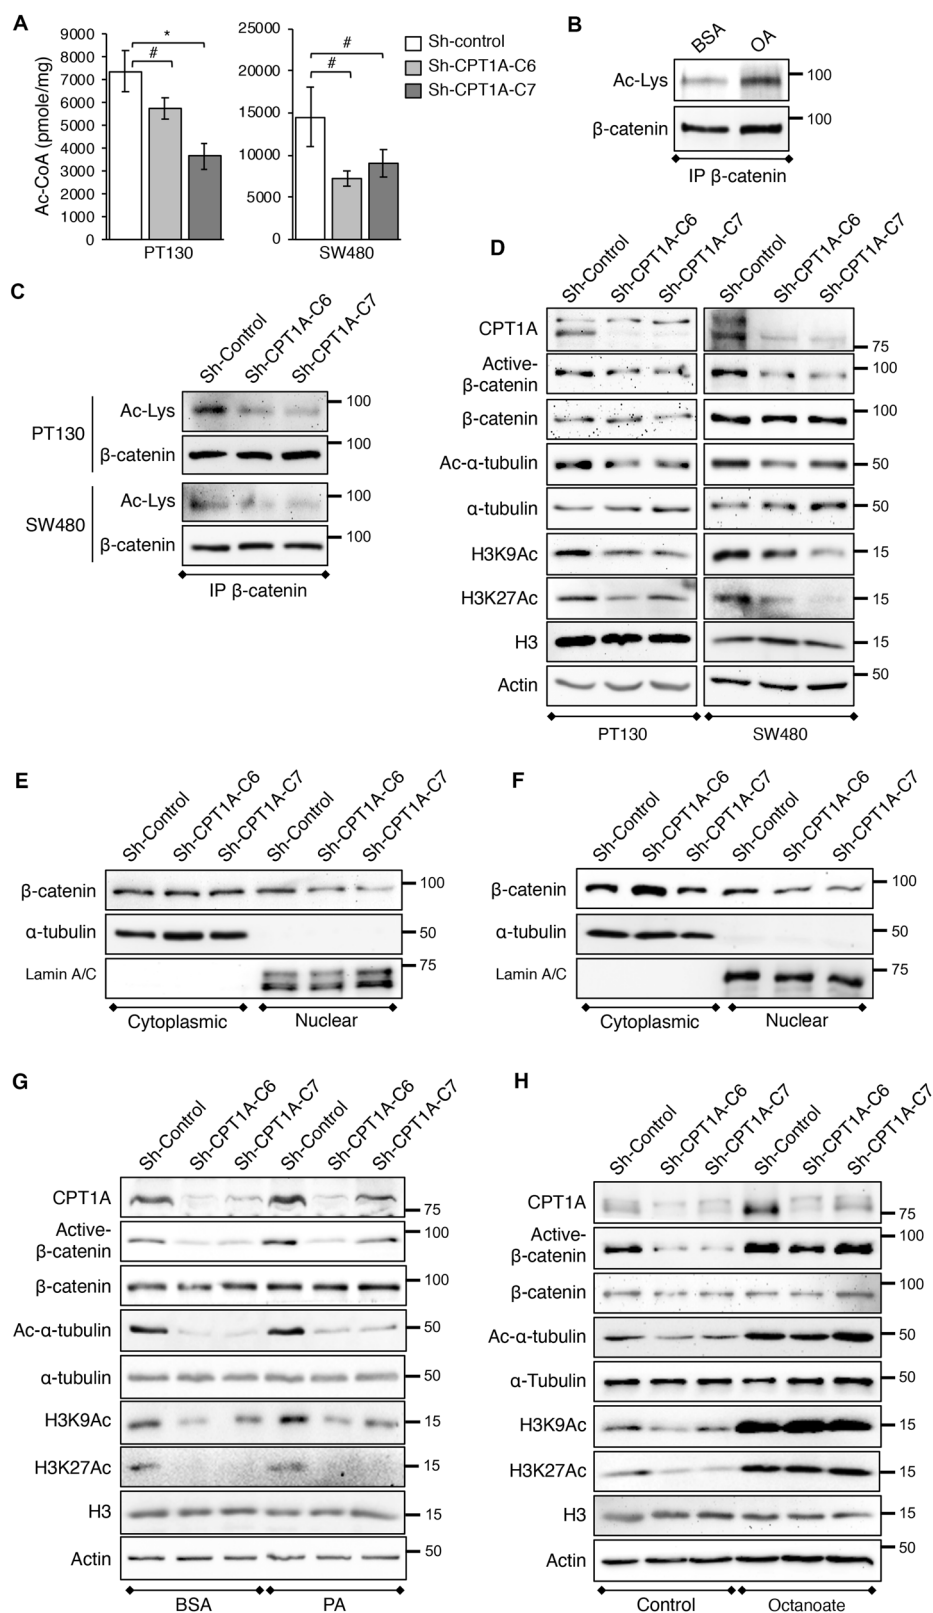 A
Ac-CoA (pmole/mg)
9000
8000
7000
6000
5000
4000
3000
2000
1000
0
*
#
PT130
25000
20000
15000
10000
5000
0
#
#
SW480
Sh-control
Sh-CPT1A-C6
Sh-CPT1A-C7
B
BSA OA
Ac-Lys 100
β-catenin 100
IP β-catenin
C
Sh-Control Sh-CPT1A-C6 Sh-CPT1A-C7
PT130
Ac-Lys 100
β-catenin 100
SW480
Ac-Lys 100
β-catenin 100
IP β-catenin
D
Sh-Control Sh-CPT1A-C6 Sh-CPT1A-C7 Sh-Control Sh-CPT1A-C6 Sh-CPT1A-C7
CPT1A 75
Active-
β-catenin 100
β-catenin 100
Ac-α-tubulin 50
α-tubulin 50
H3K9Ac 15
H3K27Ac 15
H3 15
Actin 50
PT130 SW480
E
Sh-Control Sh-CPT1A-C6 Sh-CPT1A-C7 Sh-Control Sh-CPT1A-C6 Sh-CPT1A-C7
β-catenin 100
α-tubulin 50
Lamin A/C 75
Cytoplasmic Nuclear
F
Sh-Control Sh-CPT1A-C6 Sh-CPT1A-C7 Sh-Control Sh-CPT1A-C6 Sh-CPT1A-C7
β-catenin 100
α-tubulin 50
Lamin A/C 75
Cytoplasmic Nuclear
G
Sh-Control Sh-CPT1A-C6 Sh-CPT1A-C7 Sh-Control Sh-CPT1A-C6 Sh-CPT1A-C7
CPT1A 75
Active-
β-catenin 100
β-catenin 100
Ac-α-tubulin 50
α-tubulin 50
H3K9Ac 15
H3K27Ac 15
H3 15
Actin 50
BSA PA
H
Sh-Control Sh-CPT1A-C6 Sh-CPT1A-C7 Sh-Control Sh-CPT1A-C6 Sh-CPT1A-C7
CPT1A 75
Active-
β-catenin 100
β-catenin 100
Ac-α-tubulin 50
α-Tubulin 50
H3K9Ac 15
H3K27Ac 15
H3 15
Actin 50
Control Octanoate